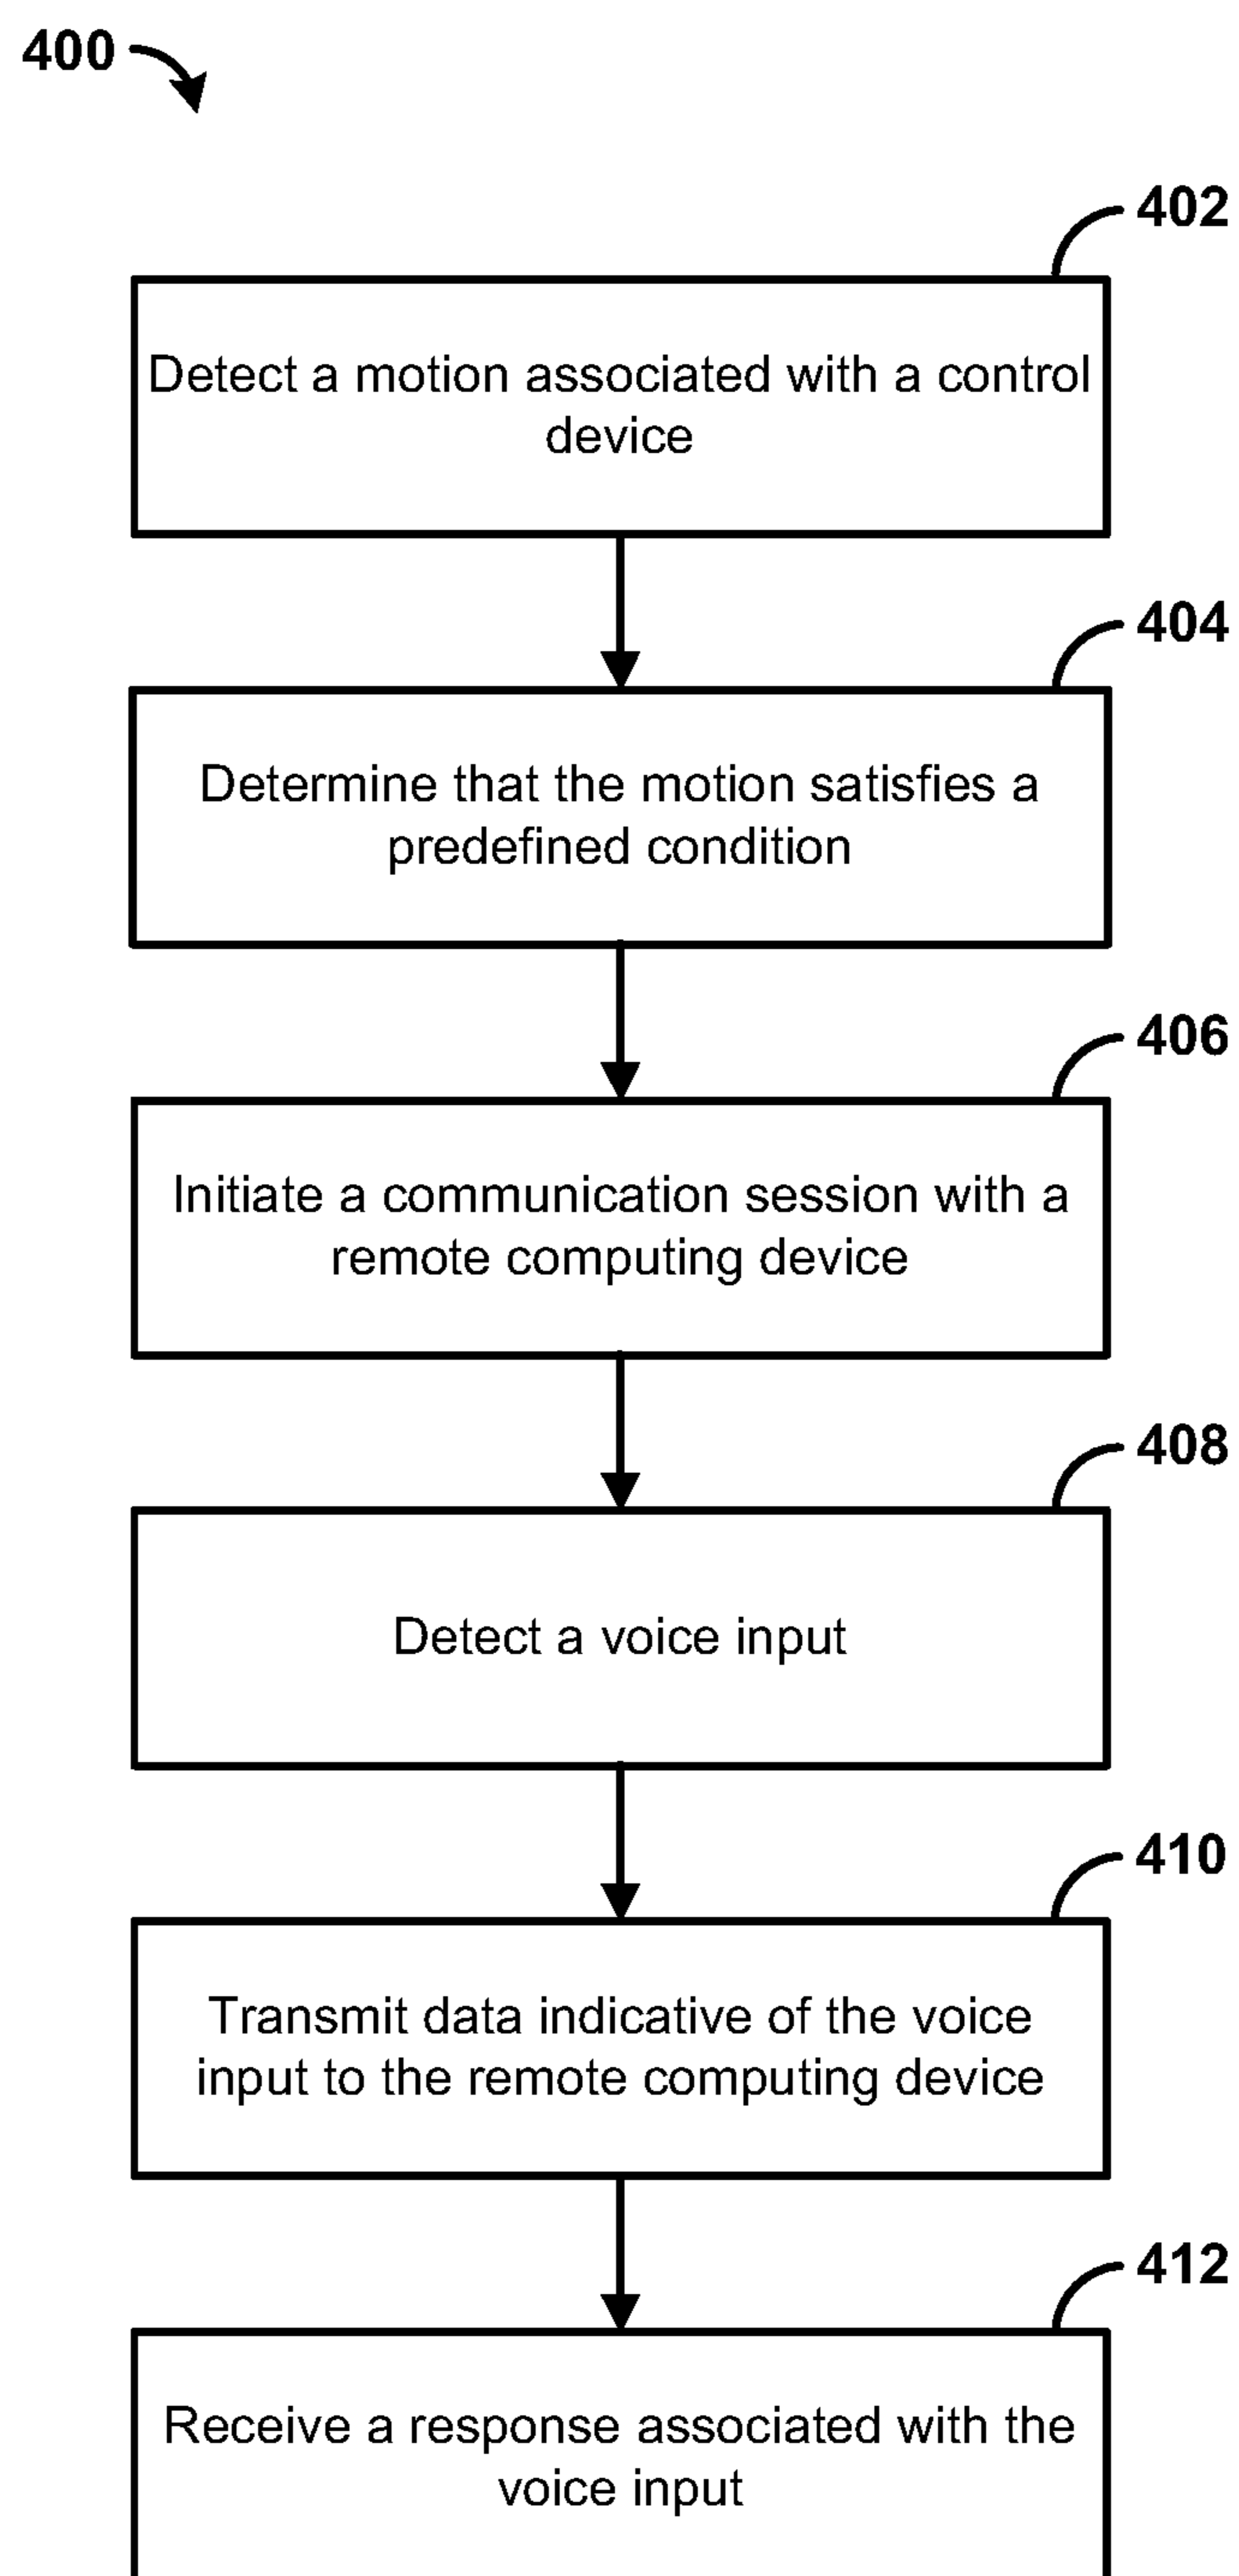 400
402
Detect a motion associated with a control
device
404
Determine that the motion satisfies a
predefined condition
406
Initiate a communication session with a
remote computing device
408
Detect a voice input
410
Transmit data indicative of the voice
input to the remote computing device
412
Receive a response associated with the
voice input